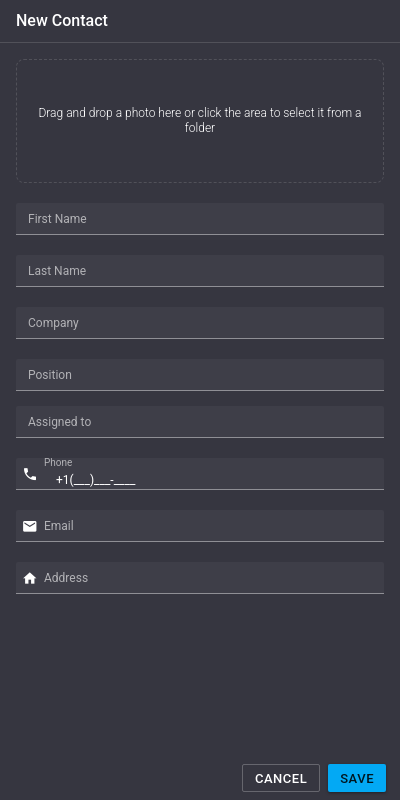 New Contact
Drag and drop a photo here or click the area to select it from a
folder
First Name
Last Name
Company
Position
Assigned to
Phone
+1(___)___-____
Email
Address
CANCEL SAVE